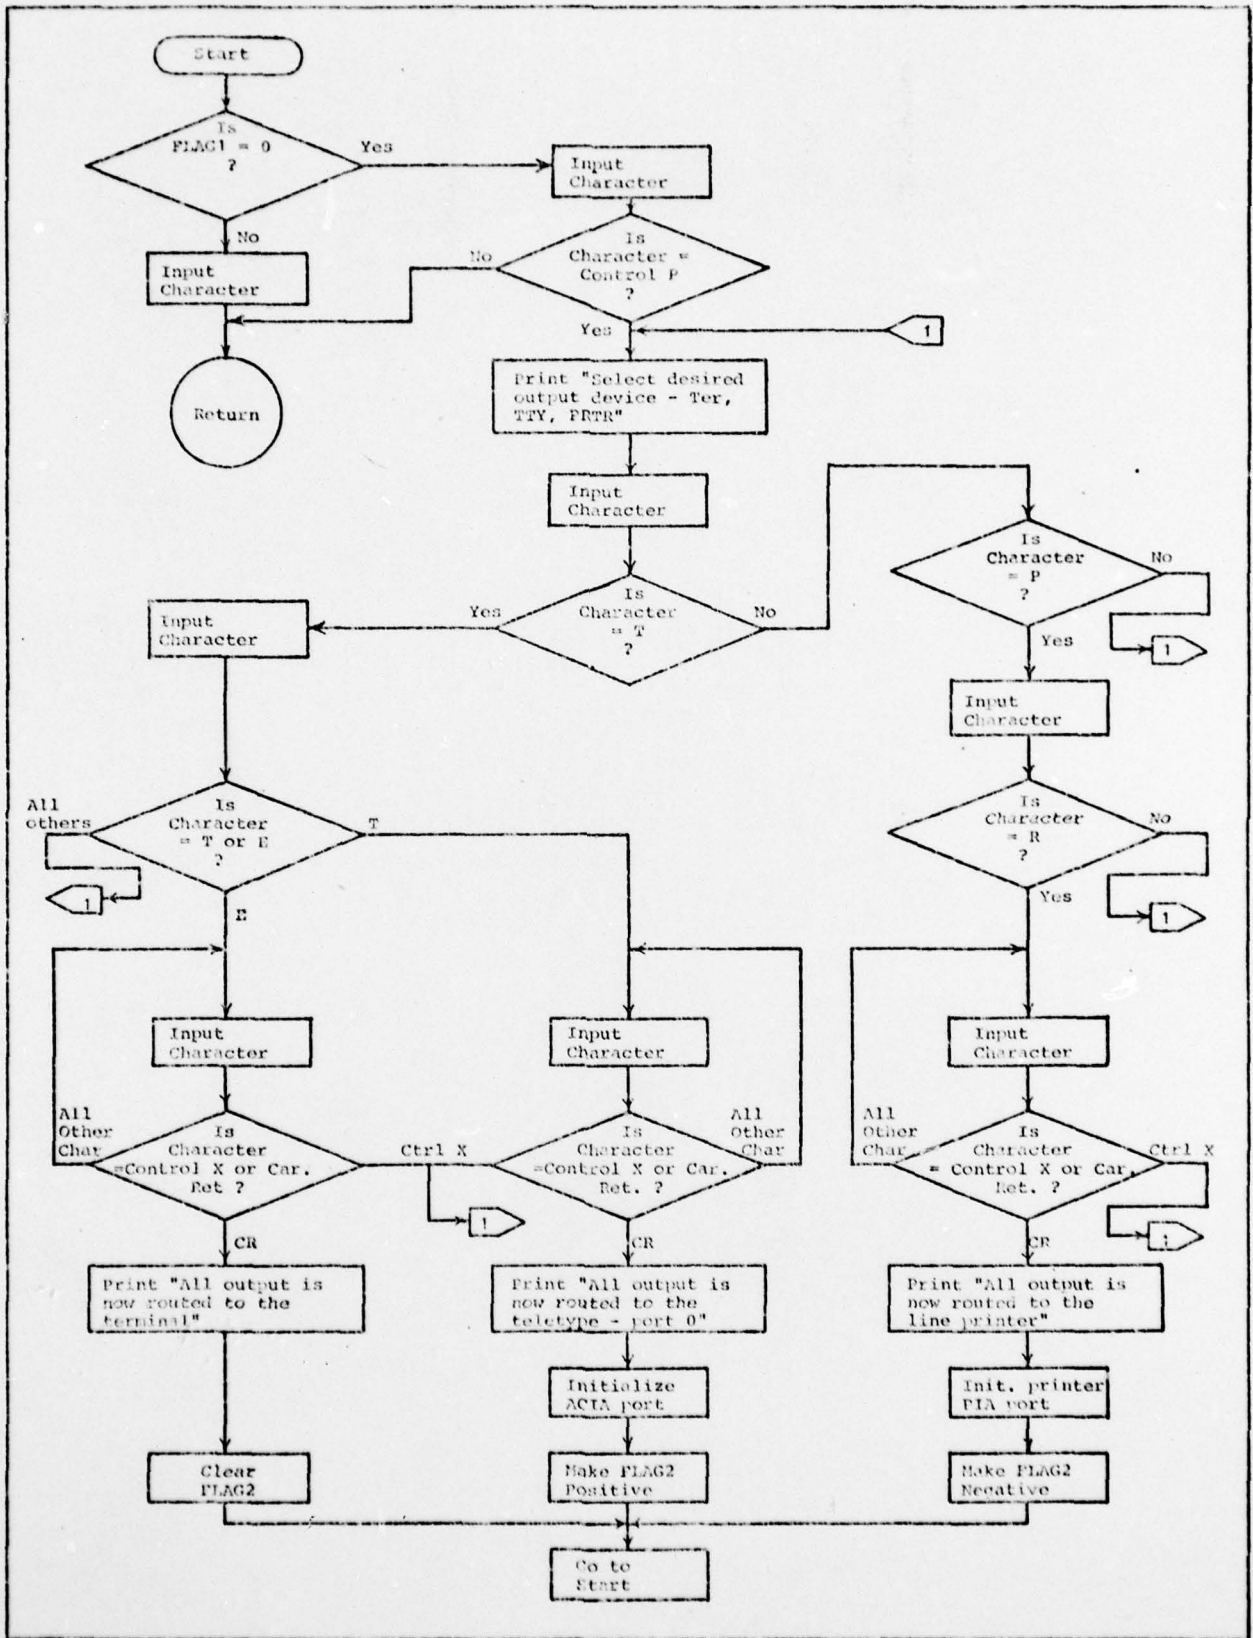 Start
Is
FLAG1 = 0
?
Yes
No
Input
Character
Input
Character
Is
Character =
Control P
?
No
Yes
1
Return
Print "Select desired
output device - Ter,
TTY, PRTR"
Input
Character
Is
Character
= T
?
Yes
No
Input
Character
Is
Character
= P
?
No
1
Yes
Input
Character
Is
Character
= T or E
?
All
others
1
T
E
Is
Character
= R
?
No
1
Yes
Input
Character
Input
Character
Input
Character
All
Other
Char
Is
Character
=Control X or Car.
Ret ?
Ctrl X
1
Is
Character
=Control X or Car.
Ret. ?
All
Other
Char
All
Other
Char
Is
Character
= Control X or Car.
Ret. ?
Ctrl X
1
CR
CR
CR
Print "All output is
now routed to the
terminal"
Print "All output is
now routed to the
teletype - port 0"
Print "All output is
now routed to the
line printer"
Initialize
ACIA port
Init. printer
PIA port
Clear
FLAG2
Make FLAG2
Positive
Make FLAG2
Negative
Go to
Start